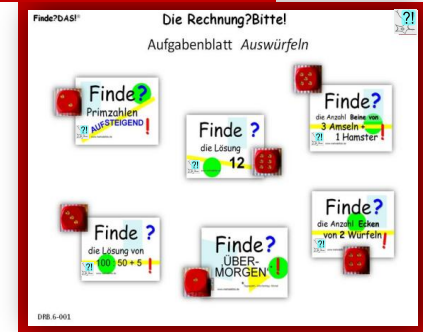 Finde?DAS!®
Die Rechnung?Bitte!
?!
Aufgabenblatt Auswürfeln
Finde?
Primzahlen
AUFSTEIGEND!
?!
Finde ?
die Lösung
12
?!
Finde?
die Anzahl Beine von
3 Amseln +
1 Hamster!
?!
Finde ?
die Lösung von
100 : 50 + 5 !
?!
Finde?
ÜBER-
MORGEN !
Finde?
die Anzahl Ecken
von 2 Würfeln!
?!
DRB.6-001